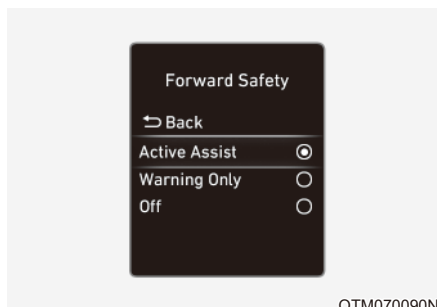 Forward Safety
Back
Active Assist
Warning Only
Off
OTM070090N